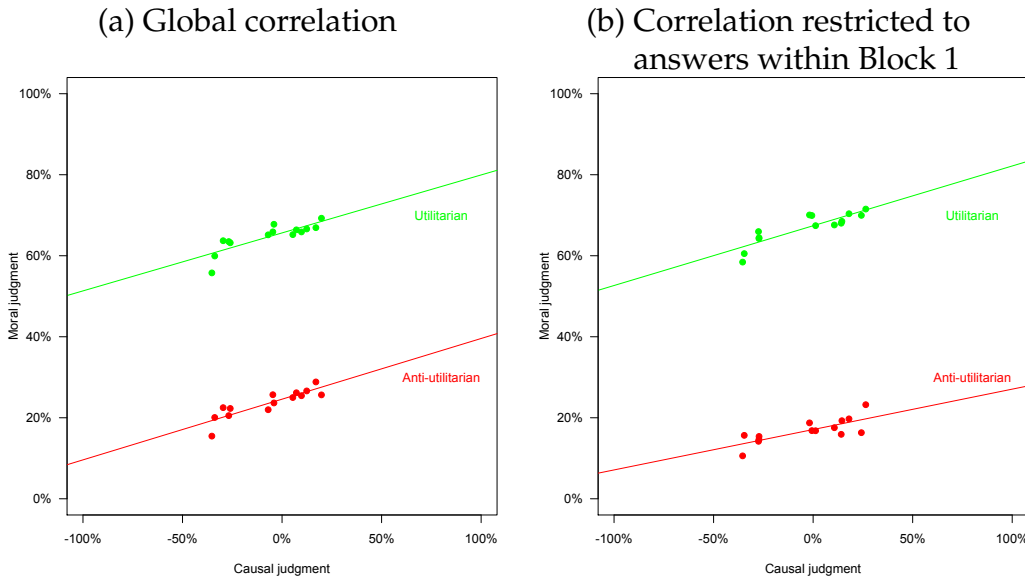 (a) Global correlation
Moral judgment
100%
80%
60%
40%
20%
0%
Utilitarian
Anti-utilitarian
-100%
-50%
0%
50%
100%
Causal judgment
(b) Correlation restricted to
answers within Block 1
Moral judgment
100%
80%
60%
40%
20%
0%
Utilitarian
Anti-utilitarian
-100%
-50%
0%
50%
100%
Causal judgment